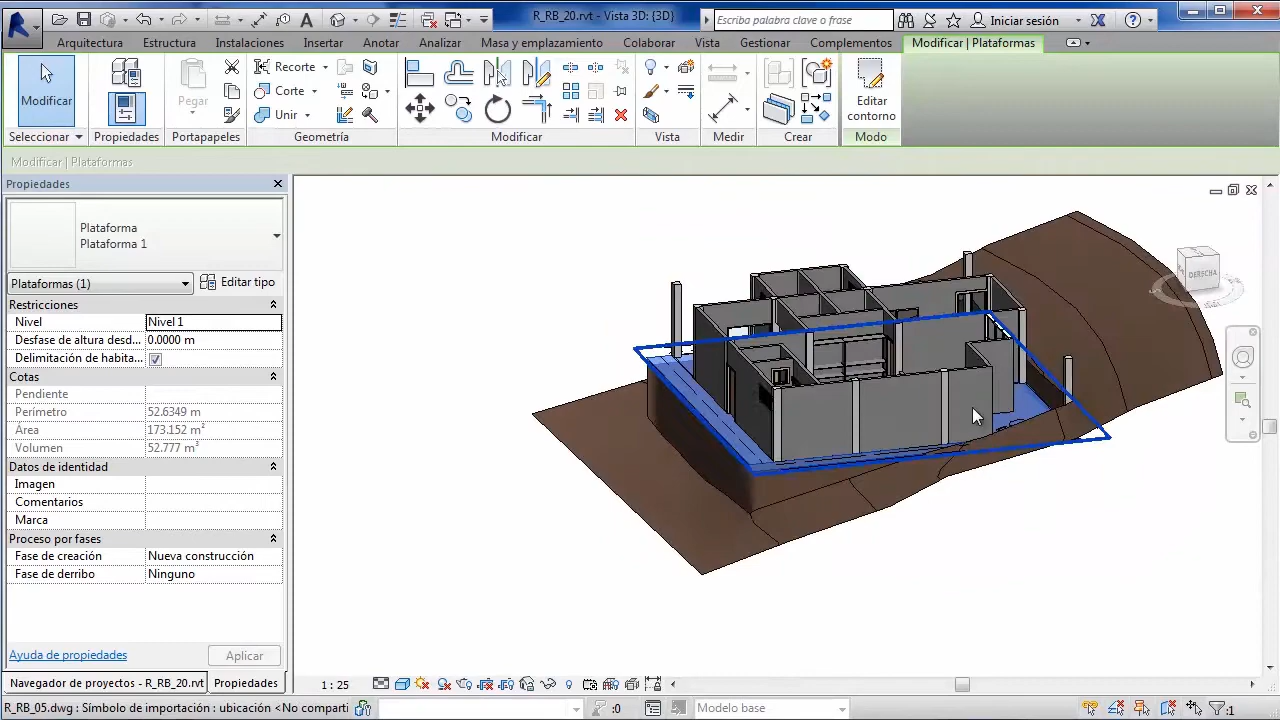 R_RB_20.rvt - Vista 3D: {3D}
Escriba palabra clave o frase
Iniciar sesión
Arquitectura Estructura Instalaciones Insertar Anotar Analizar Masa y emplazamiento Colaborar Vista Gestionar Complementos Modificar | Plataformas
Modificar
Pegar
Recorte
Corte
Unir
Editar
contorno
Seleccionar Propiedades Portapapeles Geometría Modificar Vista Medir Crear Modo
Modificar | Plataformas
Propiedades
Plataforma
Plataforma 1
Plataformas (1) Editar tipo
Restricciones
Nivel Nivel 1
Desfase de altura desd... 0.0000 m
Delimitación de habita...
Cotas
Pendiente
Perímetro 52.6349 m
Área 173.152 m²
Volumen 52.777 m³
Datos de identidad
Imagen
Comentarios
Marca
Proceso por fases
Fase de creación Nueva construcción
Fase de derribo Ninguno
Ayuda de propiedades Aplicar
Navegador de proyectos - R_RB_20.rvt Propiedades
1 : 25
DERECHA
R_RB_05.dwg : Símbolo de importación : ubicación <No comparti
:0
Modelo base
:1